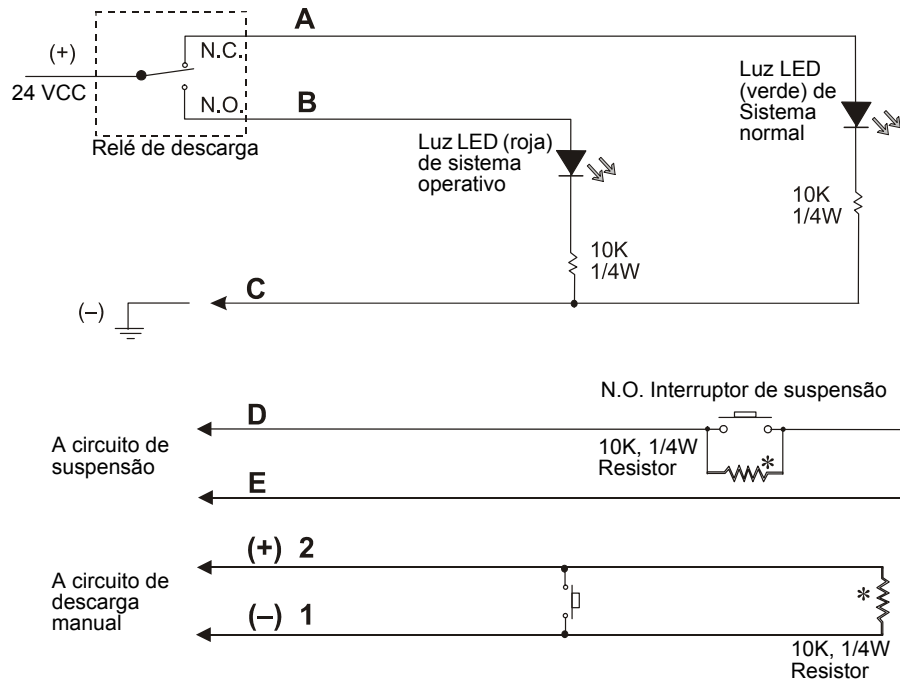 A
(+)
N.C.
24 VCC
N.O.
B
Relé de descarga
Luz LED
(verde) de
Sistema
normal
Luz LED (roja)
de sistema
operativo
10K
1/4W
10K
1/4W
C
(–)
N.O. Interruptor de suspensão
D
A circuito de
suspensão
10K, 1/4W
Resistor
*
E
(+) 2
A circuito de
descarga
manual
(–) 1
*
10K, 1/4W
Resistor